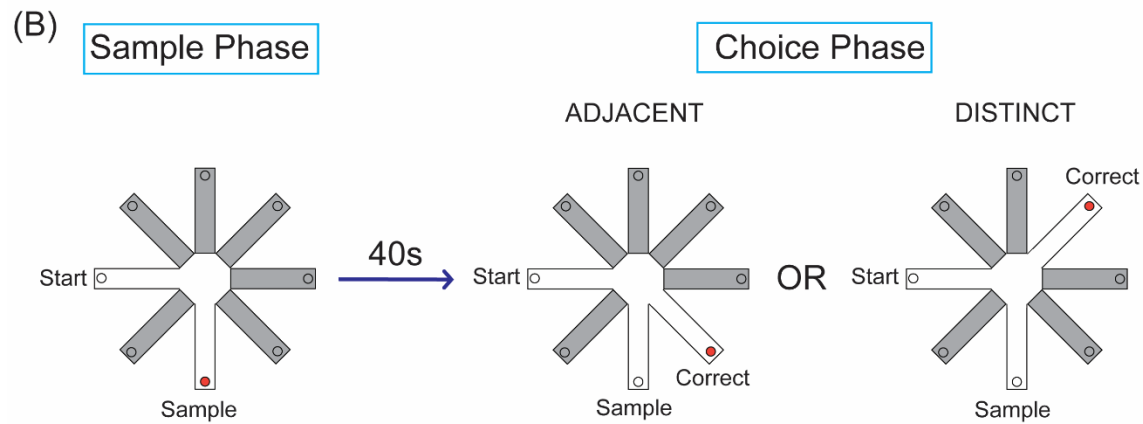 (B)
Sample Phase
Choice Phase
ADJACENT
DISTINCT
Correct
Start
40s
Start
OR
Start
Correct
Sample
Sample
Sample